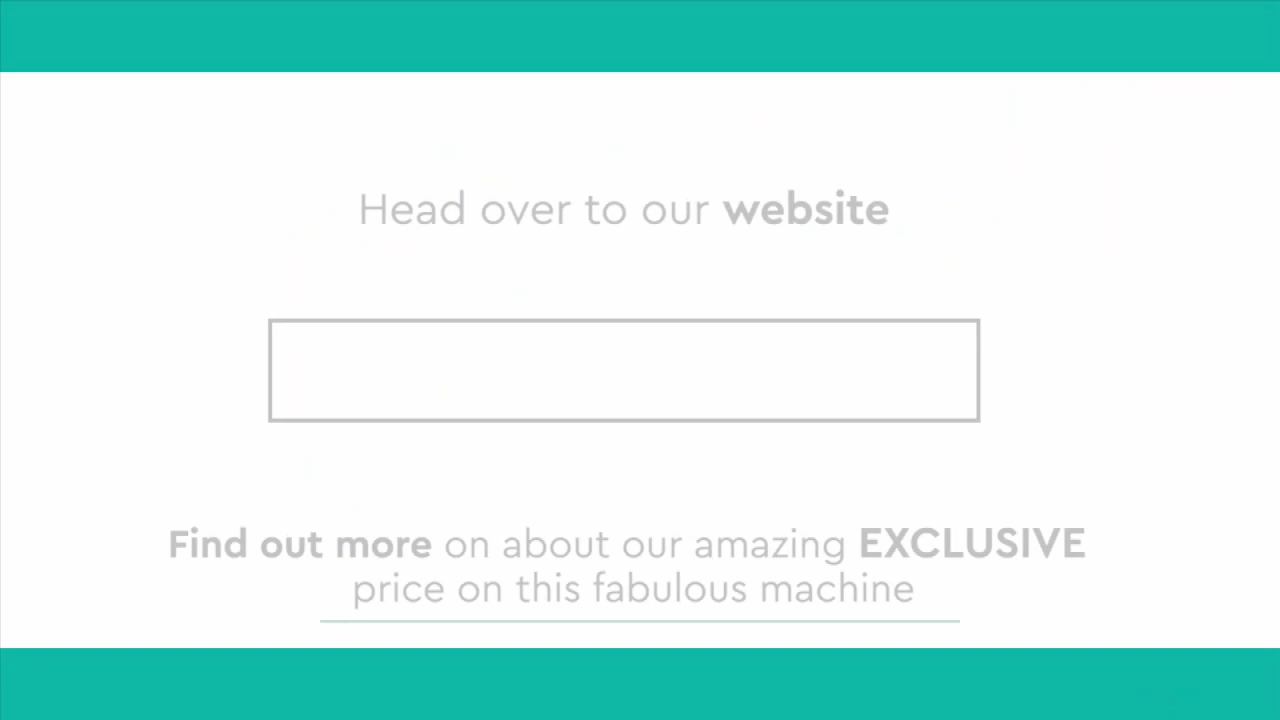 Head over to our website
Find out more on about our amazing EXCLUSIVE
price on this fabulous machine